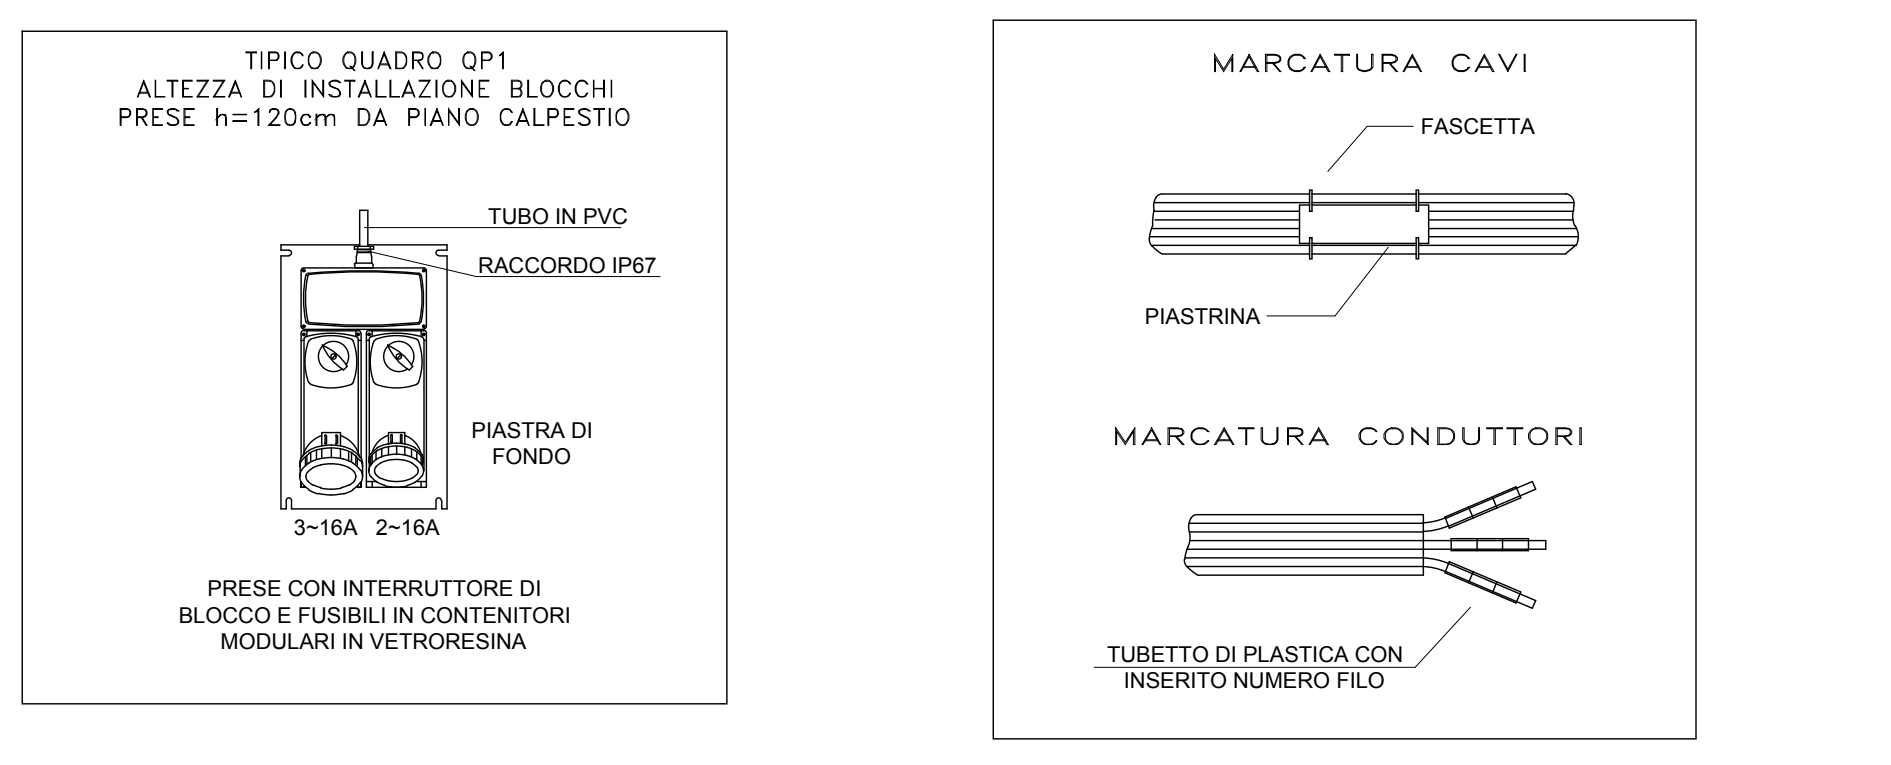 TIPICO QUADRO QP1
ALTEZZA DI INSTALLAZIONE BLOCCHI
PRESE h=120cm DA PIANO CALPESTIO
TUBO IN PVC
RACCORDO IP67
PIASTRA DI
FONDO
3~16A 2~16A
PRESE CON INTERRUTTORE DI
BLOCCO E FUSIBILI IN CONTENITORI
MODULARI IN VETRORESINA
MARCATURA CAVI
FASCETTA
PIASTRINA
MARCATURA CONDUTTORI
TUBETTO DI PLASTICA CON
INSERITO NUMERO FILO